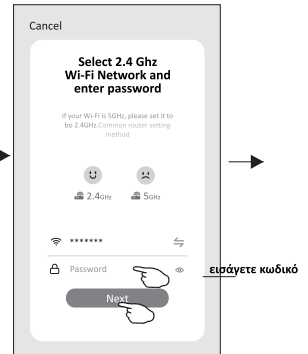 Cancel
Select 2.4 Ghz
Wi-Fi Network and
enter password
If your Wi-Fi is 5GHz, please set it to
be 2.4GHz.Common router setting
method
2.4GHz 5GHz
*******
Password
εισάγετε κωδικό
Next